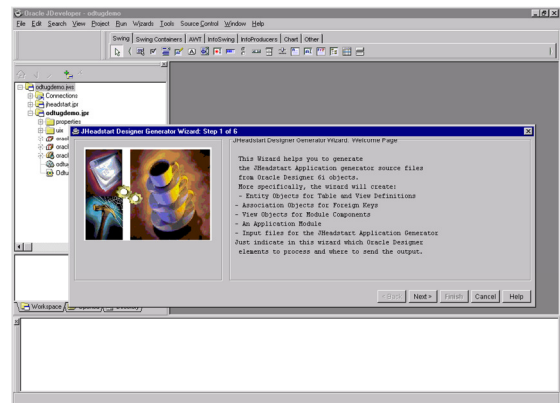 Oracle JDeveloper - odtugdemo
File Edit Search View Project Run Wizards Tools Source Control Window Help
Swing Swing Containers AWT InfoSwing InfoProducers Chart Other
odtugdemo.jws
Connections
jheadstart.jpr
odtugdemo.jpr
properties
uix
JHeadstart Designer Generator Wizard: Step 1 of 6
JHeadstart Designer Generator Wizard: Welcome Page
This Wizard helps you to generate
the JHeadstart Application generator source files
from Oracle Designer 6i objects.
More specifically, the wizard will create:
- Entity Objects for Table and View Definitions
- Association Objects for Foreign Keys
- View Objects for Module Components
- An Application Module
- Input files for the JHeadstart Application Generator
Just indicate in this wizard which Oracle Designer
elements to process and where to send the output.
< Back Next > Finish Cancel Help
Workspace